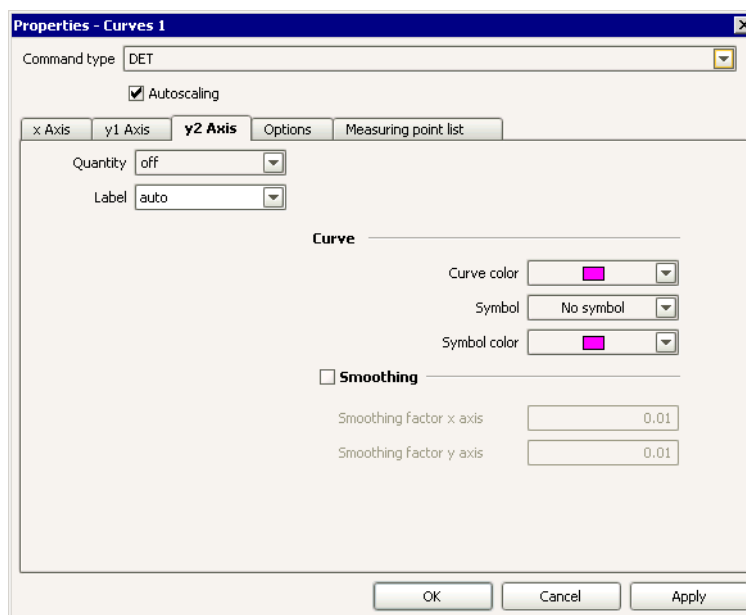 Properties - Curves 1
Command type DET
Autoscaling
x Axis y1 Axis y2 Axis Options Measuring point list
Quantity off
Label auto
Curve
Curve color
Symbol No symbol
Symbol color
Smoothing
Smoothing factor x axis 0.01
Smoothing factor y axis 0.01
OK Cancel Apply